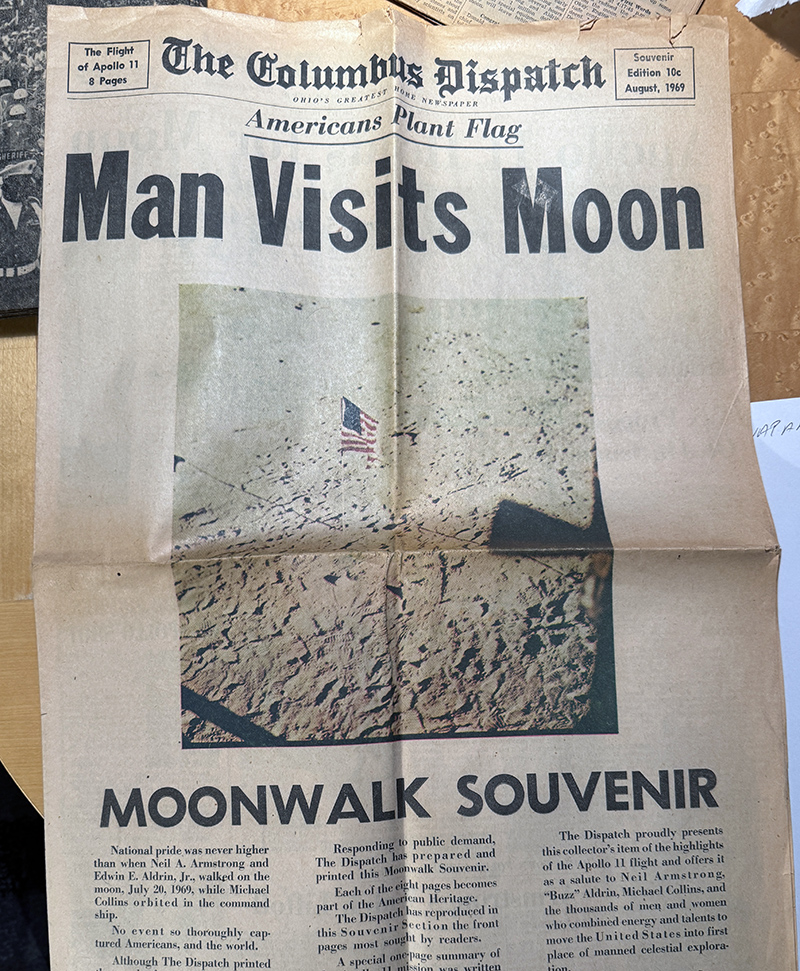 The Flight
of Apollo 11
8 Pages
The Columbus Dispatch
OHIO'S GREATEST HOME NEWSPAPER
Souvenir
Edition 10c
August, 1969
Americans Plant Flag
Man Visits Moon
MOONWALK SOUVENIR
National pride was never higher
than when Neil A. Armstrong and
Edwin E. Aldrin, Jr., walked on the
moon, July 20, 1969, while Michael
Collins orbited in the command
ship.
No event so thoroughly cap-
tured Americans, and the world.
Although The Dispatch printed
Responding to public demand,
The Dispatch has prepared and
printed this Moonwalk Souvenir.
Each of the eight pages becomes
part of the American Heritage.
The Dispatch has reproduced in
this Souvenir Section the front
pages most sought by readers.
A special one-page summary of
11 mission was written
The Dispatch proudly presents
this collector's item of the highlights
of the Apollo 11 flight and offers it
as a salute to Neil Armstrong,
"Buzz" Aldrin, Michael Collins, and
the thousands of men and women
who combined energy and talents to
move the United States into first
place of manned celestial explora-
tion.
SHERIFF